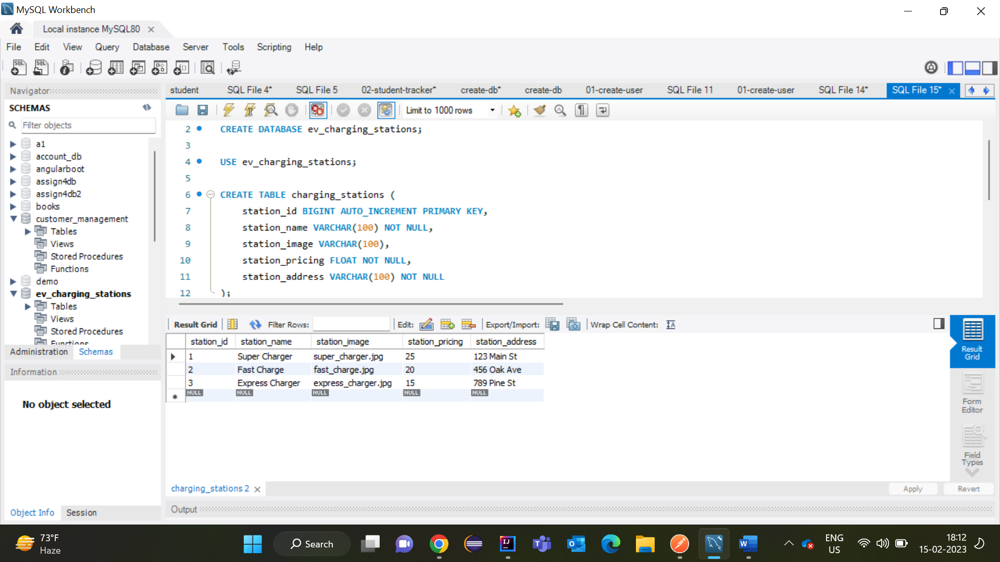 MySQL Workbench
Local instance MySQL80
File Edit View Query Database Server Tools Scripting Help
Navigator
SCHEMAS
Filter objects
a1
account_db
angularboot
assign4db
assign4db2
books
customer_management
Tables
Views
Stored Procedures
Functions
demo
ev_charging_stations
Tables
Views
Stored Procedures
Functions
Administration Schemas
Information
No object selected
Object Info Session
student SQL File 4* SQL File 5 02-student-tracker* create-db* create-db 01-create-user SQL File 11 01-create-user SQL File 14* SQL File 15*
Limit to 1000 rows
2 CREATE DATABASE ev_charging_stations;
3
4 USE ev_charging_stations;
5
6 CREATE TABLE charging_stations (
7 station_id BIGINT AUTO_INCREMENT PRIMARY KEY,
8 station_name VARCHAR(100) NOT NULL,
9 station_image VARCHAR(100),
10 station_pricing FLOAT NOT NULL,
11 station_address VARCHAR(100) NOT NULL
12 );
Result Grid Filter Rows: Edit: Export/Import: Wrap Cell Content:
station_id station_name station_image station_pricing station_address
1 Super Charger super_charger.jpg 25 123 Main St
2 Fast Charge fast_charge.jpg 20 456 Oak Ave
3 Express Charger express_charger.jpg 15 789 Pine St
NULL NULL NULL NULL NULL
Result
Grid
Form
Editor
Field
Types
charging_stations 2
Apply Revert
Output
73°F
Haze
Search
ENG
US
18:12
15-02-2023